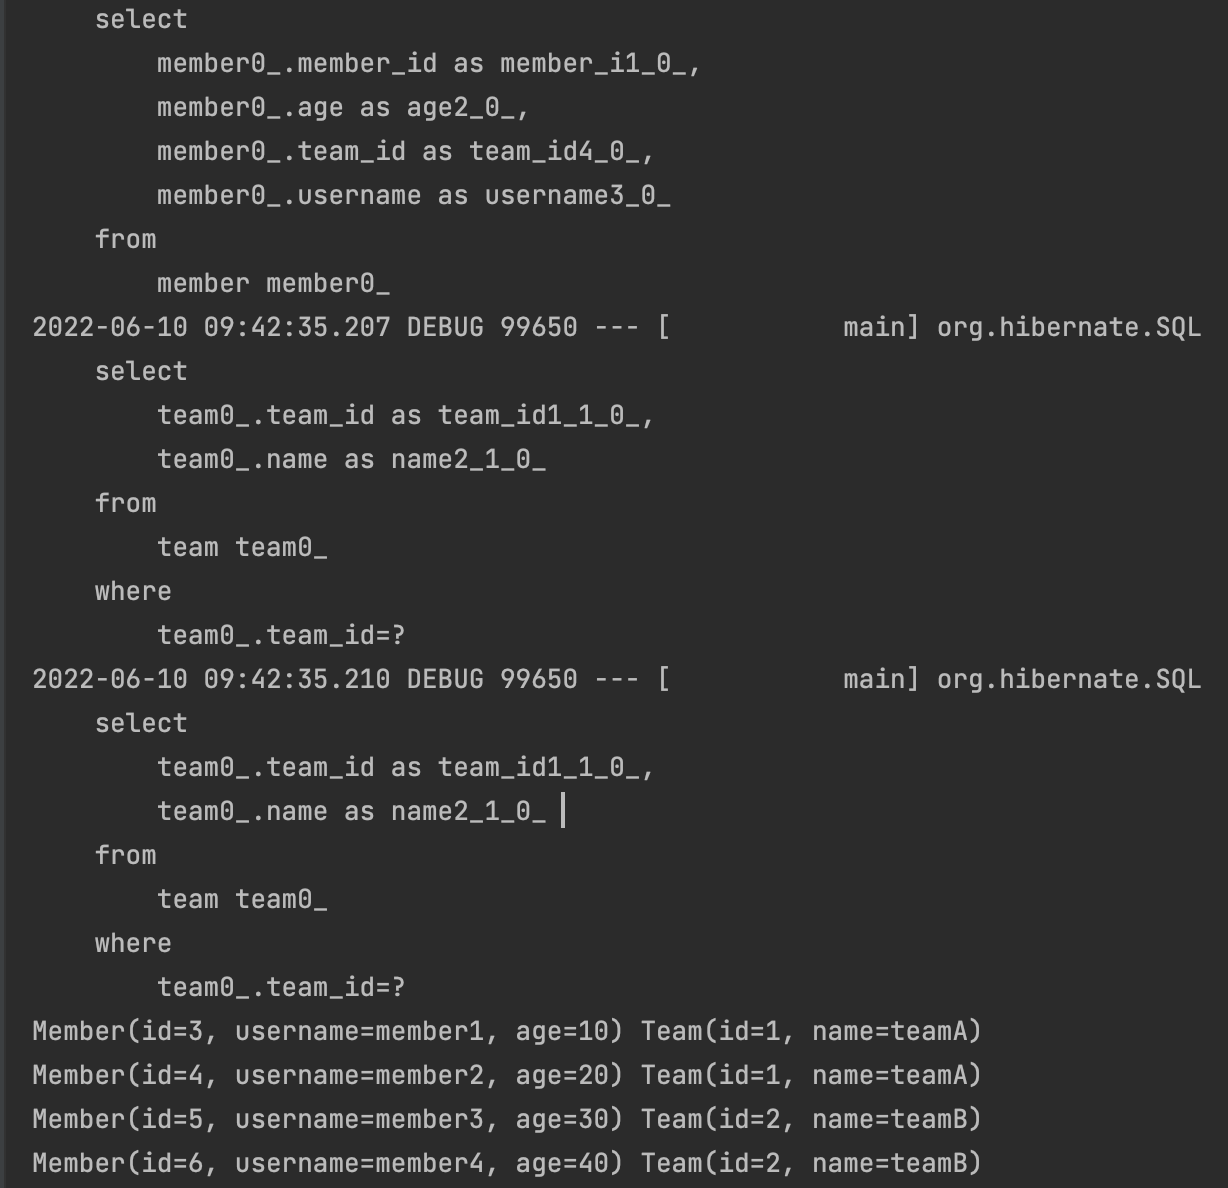 select
member0_.member_id as member_i1_0_,
member0_.age as age2_0_,
member0_.team_id as team_id4_0_,
member0_.username as username3_0_
from
member member0_
2022-06-10 09:42:35.207 DEBUG 99650 --- [           main] org.hibernate.SQL
select
team0_.team_id as team_id1_1_0_,
team0_.name as name2_1_0_
from
team team0_
where
team0_.team_id=?
2022-06-10 09:42:35.210 DEBUG 99650 --- [           main] org.hibernate.SQL
select
team0_.team_id as team_id1_1_0_,
team0_.name as name2_1_0_
from
team team0_
where
team0_.team_id=?
Member(id=3, username=member1, age=10) Team(id=1, name=teamA)
Member(id=4, username=member2, age=20) Team(id=1, name=teamA)
Member(id=5, username=member3, age=30) Team(id=2, name=teamB)
Member(id=6, username=member4, age=40) Team(id=2, name=teamB)